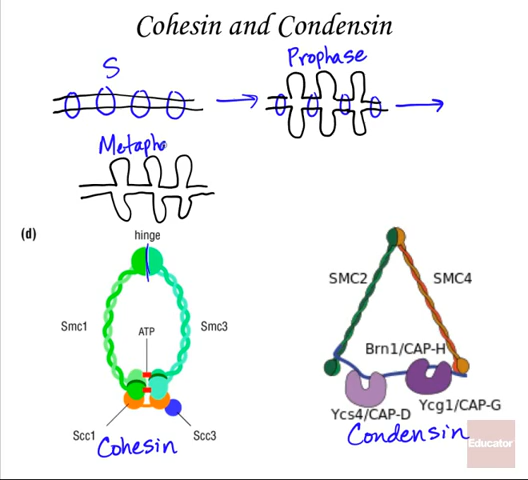 Cohesin and Condensin
S
Prophase
Metapha
(d)
hinge
Smc1
ATP
Smc3
Scc1
Scc3
Cohesin
SMC2
SMC4
Brn1/CAP-H
Ycs4/CAP-D
Ycg1/CAP-G
Condensin
Educator